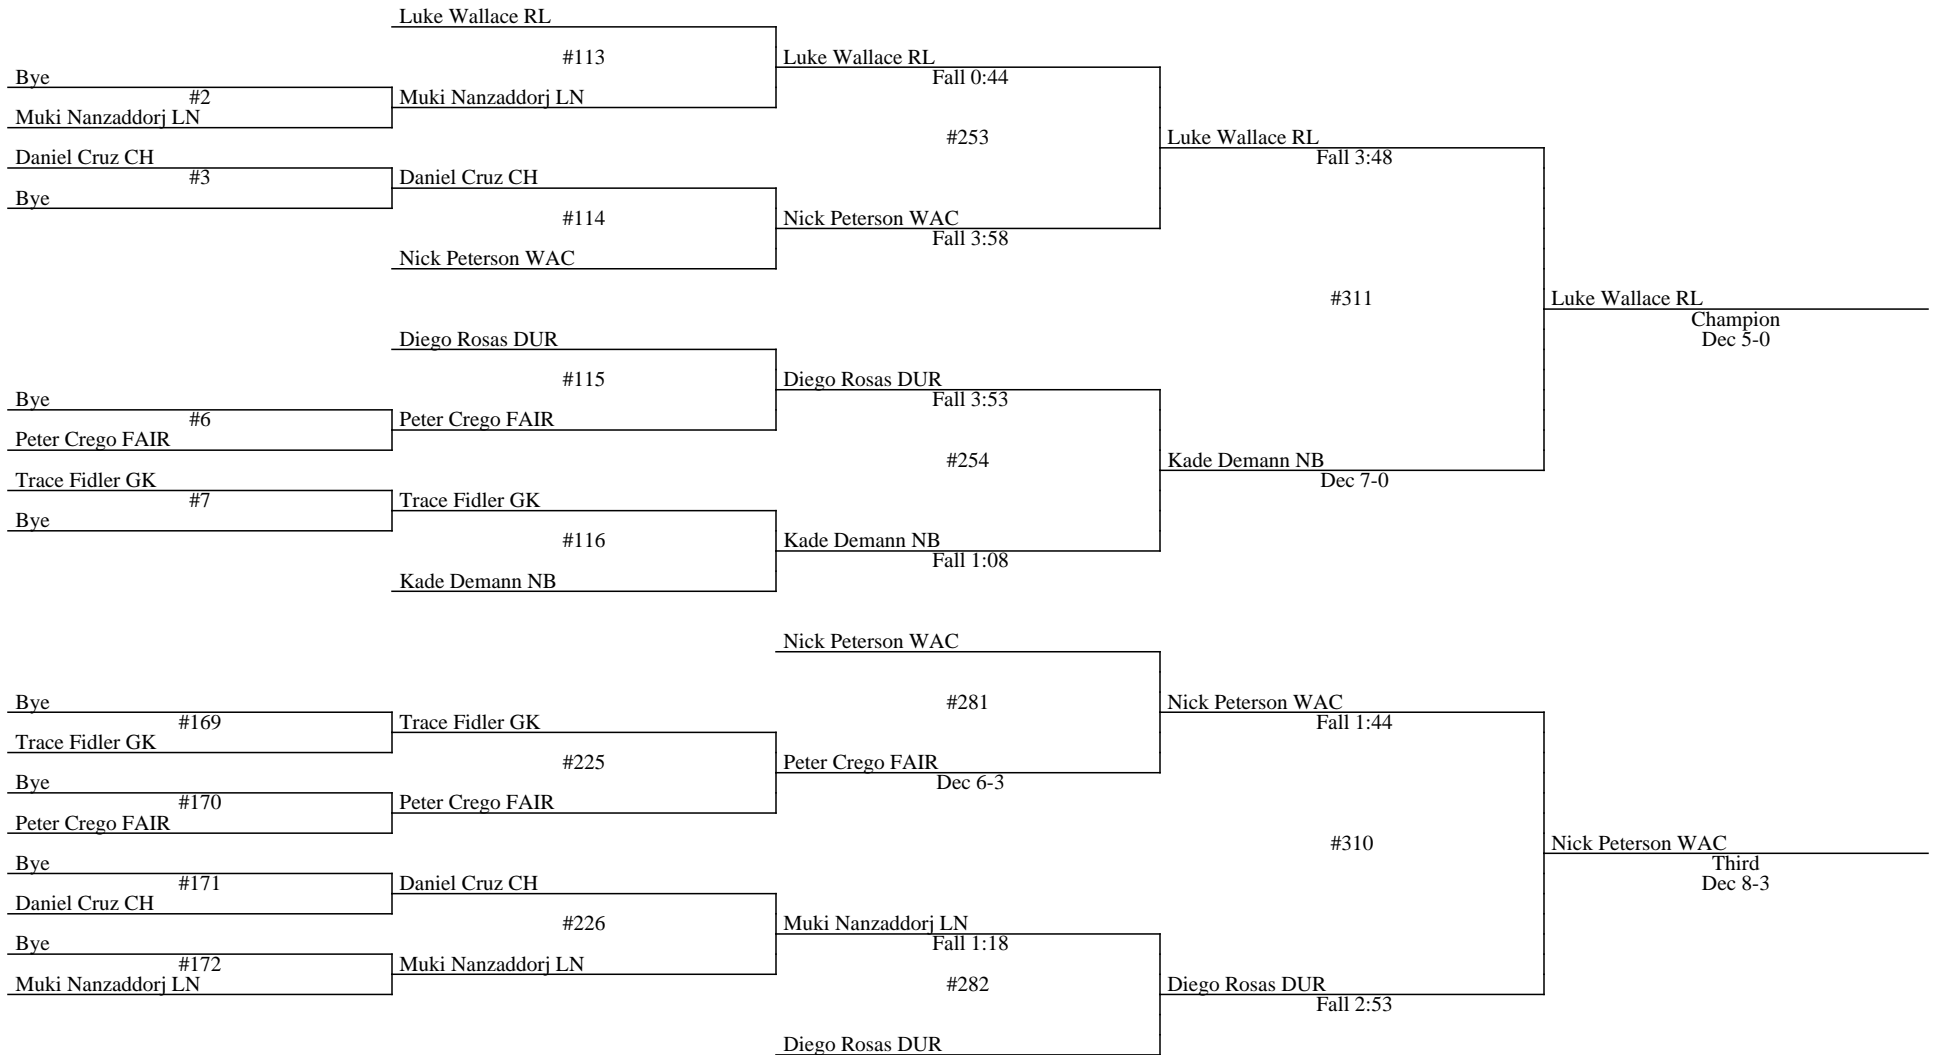 Luke Wallace RL
#113
Luke Wallace RL
Bye
Fall 0:44
#2
Muki Nanzaddorj LN
Muki Nanzaddorj LN
#253
Luke Wallace RL
Daniel Cruz CH
Fall 3:48
#3
Daniel Cruz CH
Bye
#114
Nick Peterson WAC
Fall 3:58
Nick Peterson WAC
#311
Luke Wallace RL
Champion
Diego Rosas DUR
Dec 5-0
#115
Diego Rosas DUR
Bye
Fall 3:53
#6
Peter Crego FAIR
Peter Crego FAIR
#254
Kade Demann NB
Trace Fidler GK
Dec 7-0
#7
Trace Fidler GK
Bye
#116
Kade Demann NB
Fall 1:08
Kade Demann NB
Nick Peterson WAC
Bye
#281
Nick Peterson WAC
#169
Trace Fidler GK
Fall 1:44
Trace Fidler GK
#225
Peter Crego FAIR
Bye
Dec 6-3
#170
Peter Crego FAIR
Peter Crego FAIR
#310
Nick Peterson WAC
Bye
Third
#171
Daniel Cruz CH
Dec 8-3
Daniel Cruz CH
#226
Muki Nanzaddorj LN
Bye
Fall 1:18
#172
Muki Nanzaddorj LN
Muki Nanzaddorj LN
#282
Diego Rosas DUR
Fall 2:53
Diego Rosas DUR